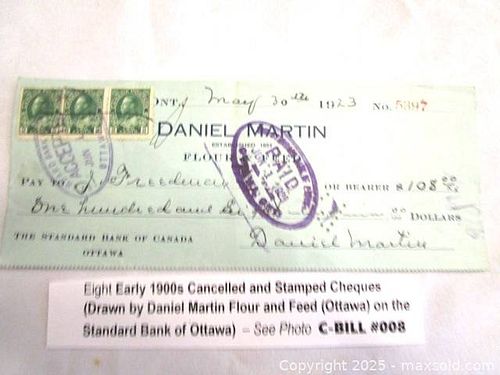 ONT, May 30th 1923 No. 5397
DANIEL MARTIN
ESTABLISHED 1894
FLOUR & FEED
PAY TO J. Frederick OR BEARER $108.00
One hundred and DOLLARS
THE STANDARD BANK OF CANADA
OTTAWA
Daniel Martin
PAID
Eight Early 1900s Cancelled and Stamped Cheques
(Drawn by Daniel Martin Flour and Feed (Ottawa) on the
Standard Bank of Ottawa) – See Photo C-BILL #008
Copyright 2025 - maxsold.com